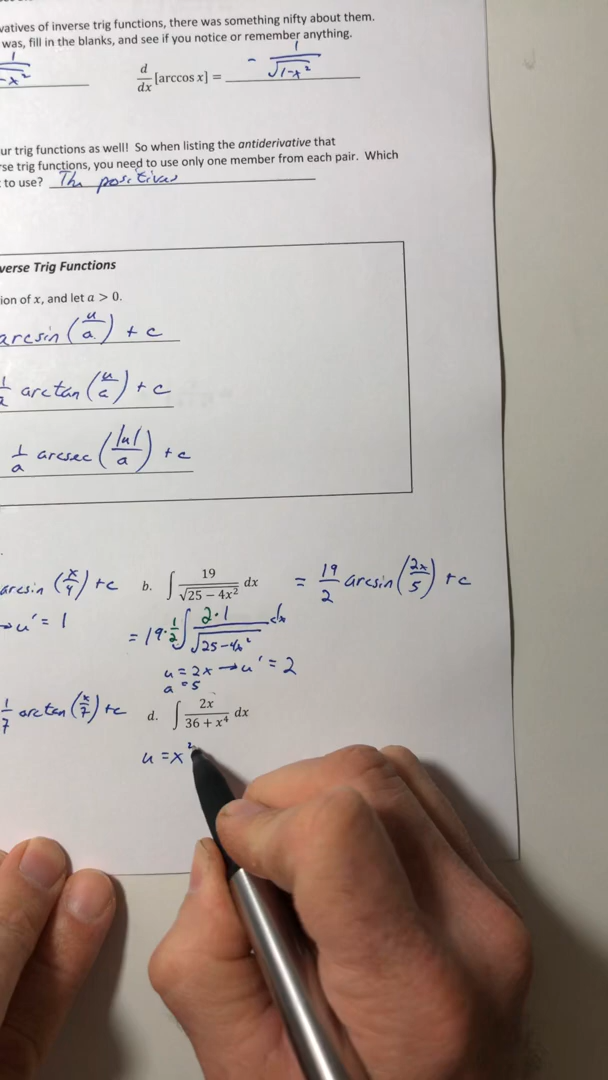 vatives of inverse trig functions, there was something nifty about them.
was, fill in the blanks, and see if you notice or remember anything.
1/ -x² d/dx [arccos x] = - 1/√1-x²
ur trig functions as well! So when listing the antiderivative that
rse trig functions, you need to use only one member from each pair. Which
to use? The positives
verse Trig Functions
ion of x, and let a > 0.
arcsin (u/a) + c
arctan (u/a) + c
1/a arcsec (|u|/a) + c
arcsin (x/4) + c b. ∫ 19/√25 − 4x² dx = 19/2 arcsin (2x/5) + c
→ u' = 1 = 19·1/2 ∫ 2·1/√25-4x² dx
u = 2x → u' = 2
a = 5
1/7 arctan (x/7) + c d. ∫ 2x/36 + x⁴ dx
u = x²